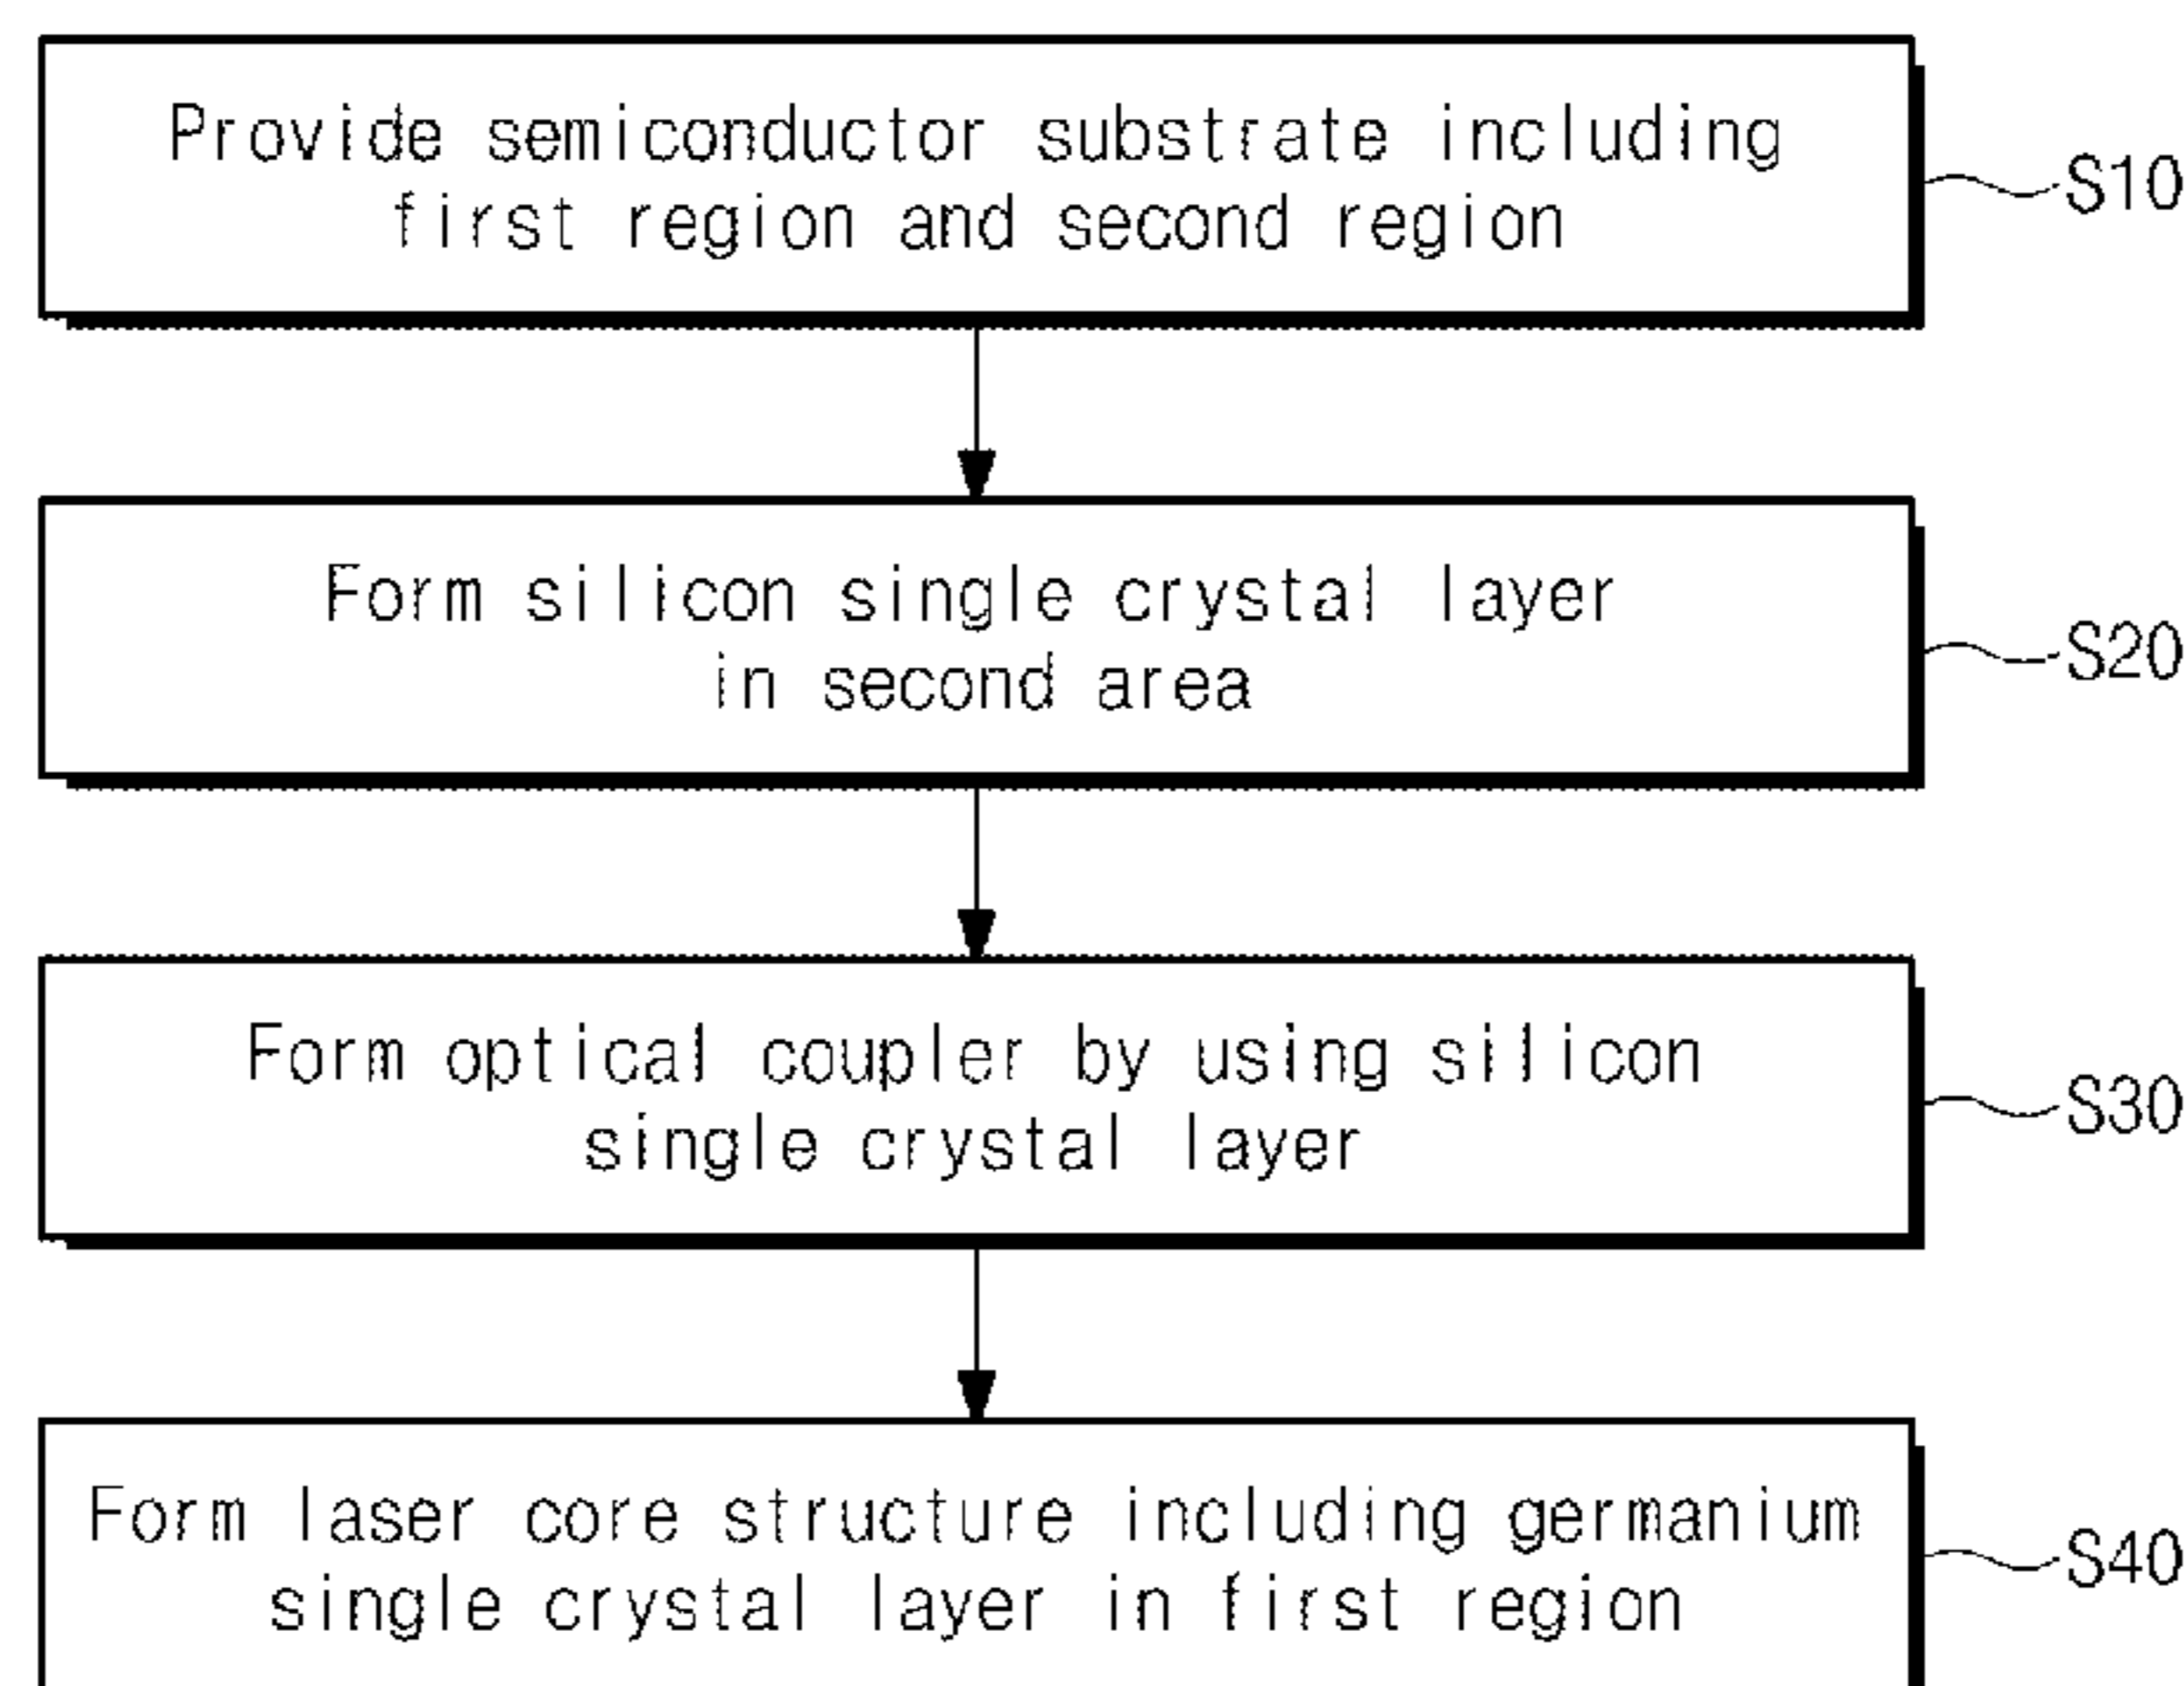 Provide semiconductor substrate including
first region and second region
S10
Form silicon single crystal layer
in second area
S20
Form optical coupler by using silicon
single crystal layer
S30
Form laser core structure including germanium
single crystal layer in first region
S40